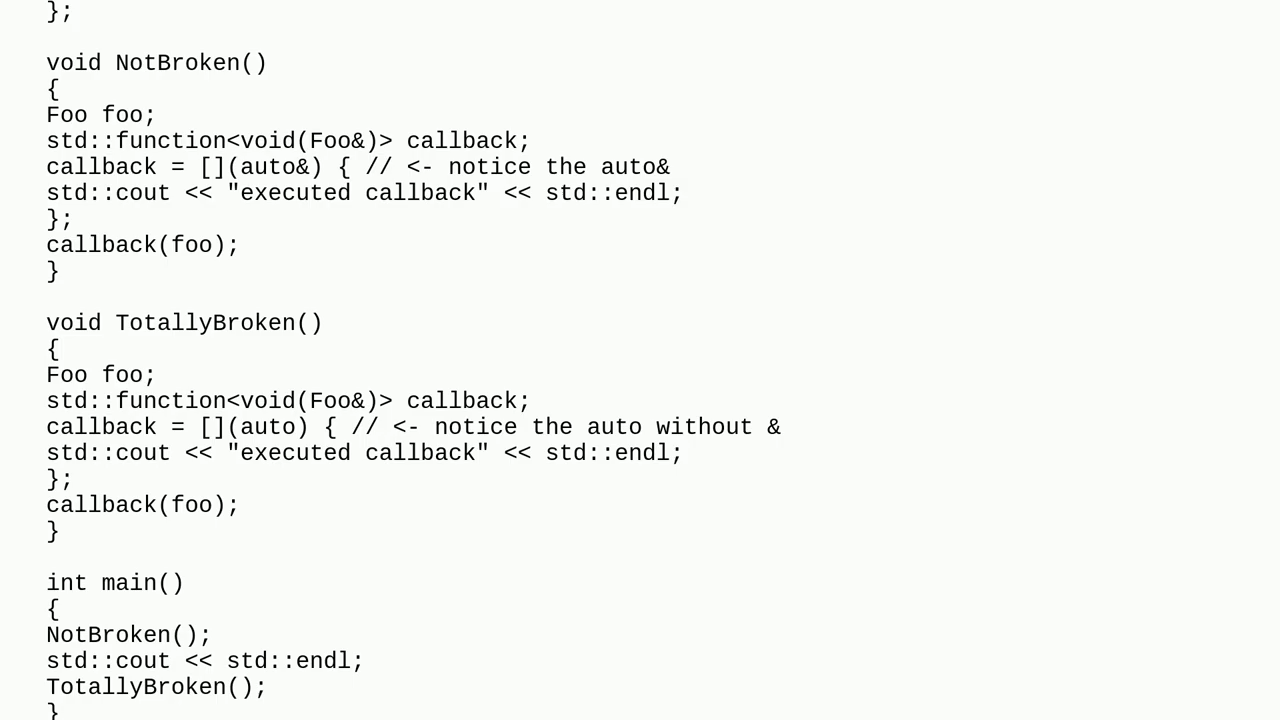 };
void NotBroken()
{
Foo foo;
std::function<void(Foo&)> callback;
callback = [](auto&) { // <- notice the auto&
std::cout << "executed callback" << std::endl;
};
callback(foo);
}
void TotallyBroken()
{
Foo foo;
std::function<void(Foo&)> callback;
callback = [](auto) { // <- notice the auto without &
std::cout << "executed callback" << std::endl;
};
callback(foo);
}
int main()
{
NotBroken();
std::cout << std::endl;
TotallyBroken();
}